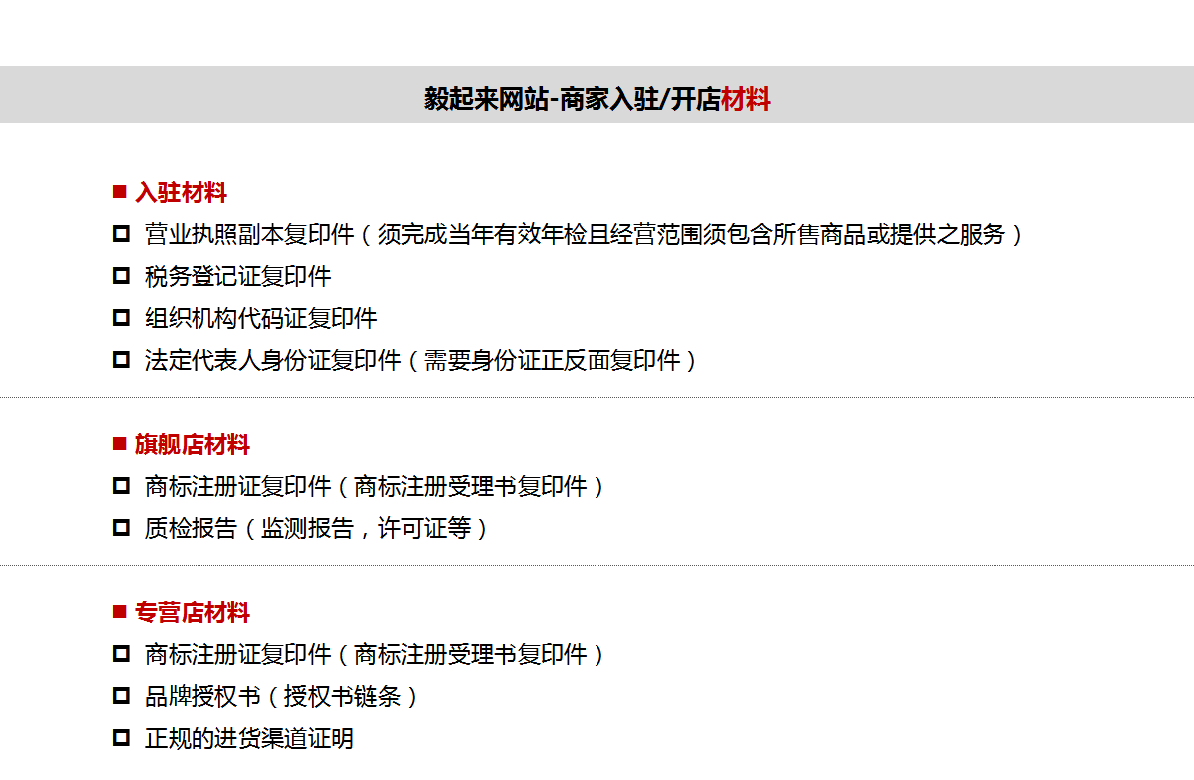 毅起来网站-商家入驻/开店材料
入驻材料
营业执照副本复印件（须完成当年有效年检且经营范围须包含所售商品或提供之服务）
税务登记证复印件
组织机构代码证复印件
法定代表人身份证复印件（需要身份证正反面复印件）
旗舰店材料
商标注册证复印件（商标注册受理书复印件）
质检报告（监测报告，许可证等）
专营店材料
商标注册证复印件（商标注册受理书复印件）
品牌授权书（授权书链条）
正规的进货渠道证明